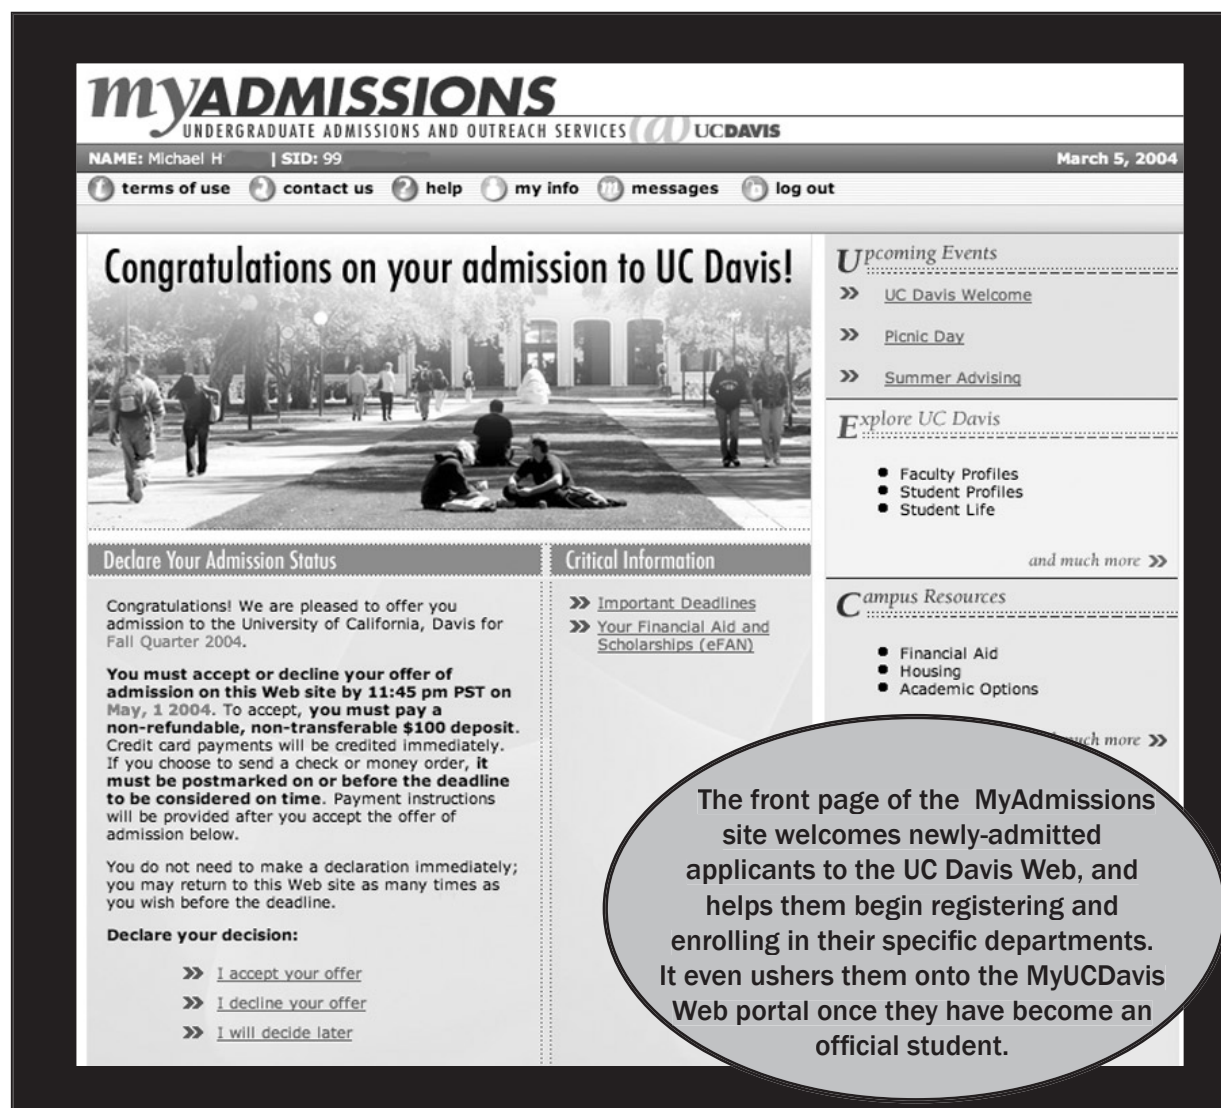 myADMISSIONS
UNDERGRADUATE ADMISSIONS AND OUTREACH SERVICES @ UCDAVIS
NAME: Michael H | SID: 99 March 5, 2004
terms of use contact us help my info messages log out
Congratulations on your admission to UC Davis!
Declare Your Admission Status
Congratulations! We are pleased to offer you
admission to the University of California, Davis for
Fall Quarter 2004.
You must accept or decline your offer of
admission on this Web site by 11:45 pm PST on
May, 1 2004. To accept, you must pay a
non-refundable, non-transferable $100 deposit.
Credit card payments will be credited immediately.
If you choose to send a check or money order, it
must be postmarked on or before the deadline
to be considered on time. Payment instructions
will be provided after you accept the offer of
admission below.
You do not need to make a declaration immediately;
you may return to this Web site as many times as
you wish before the deadline.
Declare your decision:
>> I accept your offer
>> I decline your offer
>> I will decide later
Critical Information
>> Important Deadlines
>> Your Financial Aid and
Scholarships (eFAN)
Upcoming Events
>> UC Davis Welcome
>> Picnic Day
>> Summer Advising
Explore UC Davis
• Faculty Profiles
• Student Profiles
• Student Life
and much more >>
Campus Resources
• Financial Aid
• Housing
• Academic Options
much more >>
The front page of the MyAdmissions
site welcomes newly-admitted
applicants to the UC Davis Web, and
helps them begin registering and
enrolling in their specific departments.
It even ushers them onto the MyUCDavis
Web portal once they have become an
official student.